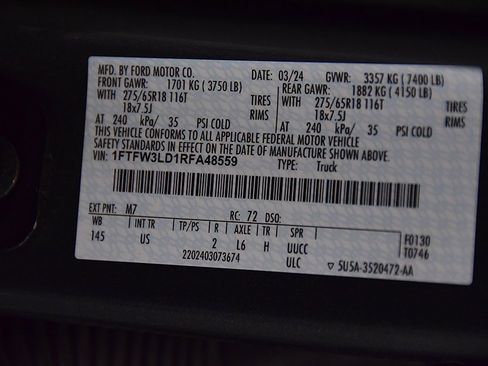 MFD. BY FORD MOTOR CO. DATE: 03/24 GVWR: 3357 KG ( 7400 LB)
FRONT GAWR: 1701 KG ( 3750 LB) REAR GAWR: 1882 KG ( 4150 LB)
WITH 275/65R18 116T TIRES WITH 275/65R18 116T TIRES
18x7.5J RIMS 18x7.5J RIMS
AT 240 kPa/ 35 PSI COLD AT 240 kPa/ 35 PSI COLD
THIS VEHICLE CONFORMS TO ALL APPLICABLE FEDERAL MOTOR VEHICLE
SAFETY STANDARDS IN EFFECT ON THE DATE OF MANUFACTURE SHOWN ABOVE.
VIN: 1FTFW3LD1RFA48559 TYPE: Truck
EXT PNT: M7 RC: 72 DSO:
WB INT TR TP/PS R AXLE TR SPR F0130
145 US 2 L6 H UUCC T0746
2202403073674 ULC ▽ 5U5A-3520472-AA